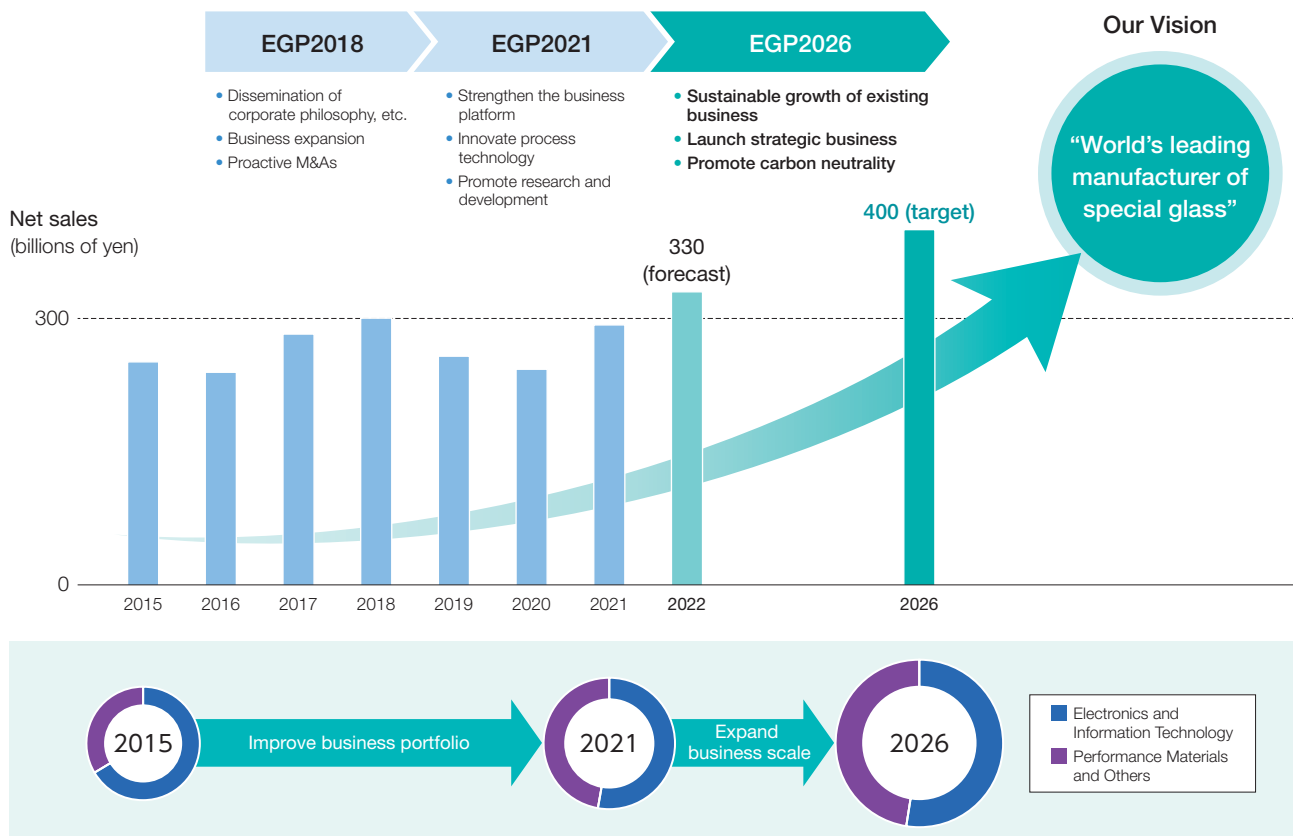 EGP2018
EGP2021
EGP2026
Our Vision
• Dissemination of
corporate philosophy, etc.
• Business expansion
• Proactive M&As
• Strengthen the business
platform
• Innovate process
technology
• Promote research and
development
• Sustainable growth of existing
business
• Launch strategic business
• Promote carbon neutrality
“World’s leading
manufacturer of
special glass”
Net sales
(billions of yen)
400 (target)
330
(forecast)
300
0
2015
2016
2017
2018
2019
2020
2021
2022
2026
2015
Improve business portfolio
2021
Expand
business scale
2026
Electronics and
Information Technology
Performance Materials
and Others